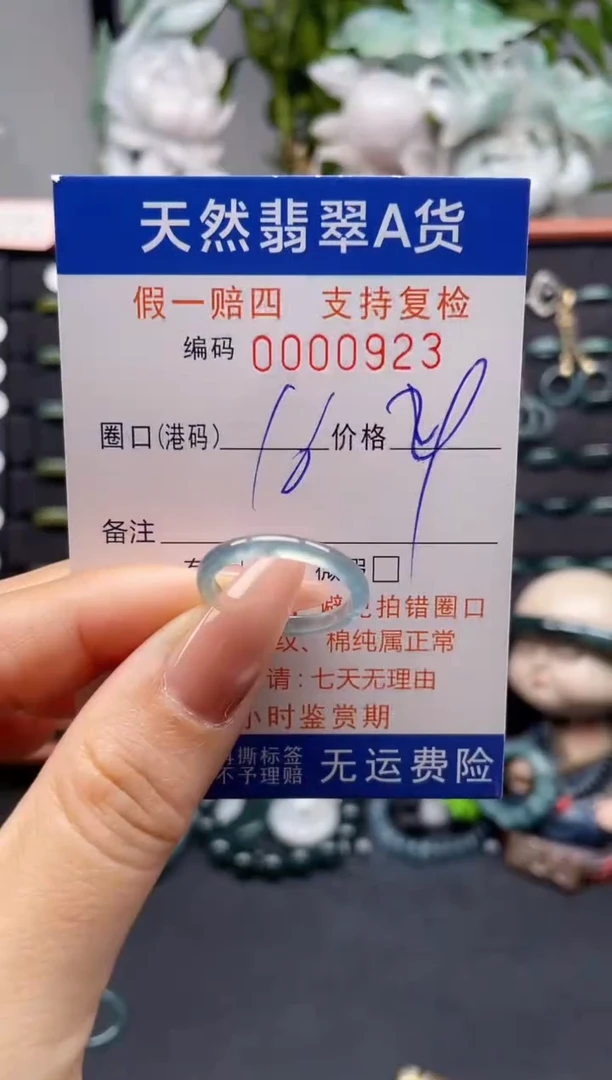 天然翡翠A货
假一赔四 支持复检
编码 0000923
圈口(港码) 16 价格
备注
避免拍错圈口
纹、棉纯属正常
请:七天无理由
小时鉴赏期
撕标签
不予理赔
无运费险